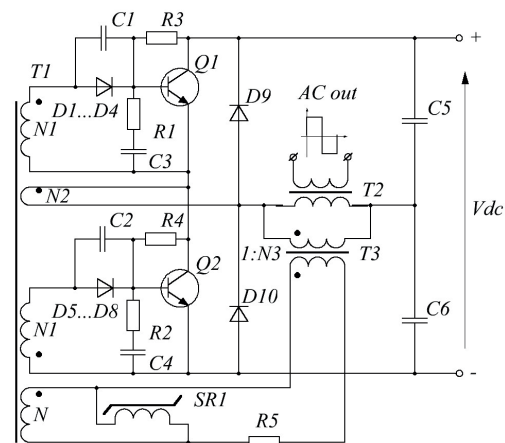 C1
R3
+
T1
Q1
AC out
D1...D4
D9
R1
C5
N1
C3
N2
T2
Vdc
C2
R4
1:N3
T3
Q2
D5...D8
D10
C6
R2
N1
C4
-
SR1
N
R5